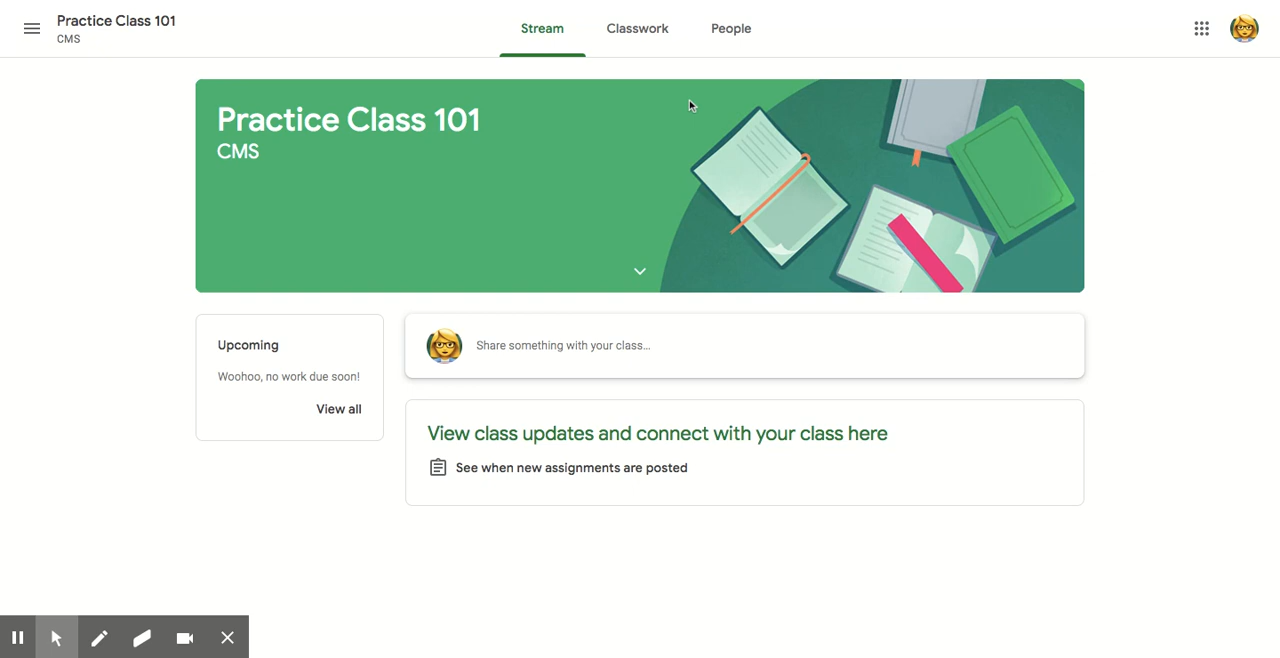 Practice Class 101
CMS
Stream
Classwork
People
Practice Class 101
CMS
Upcoming
Woohoo, no work due soon!
View all
Share something with your class...
View class updates and connect with your class here
See when new assignments are posted